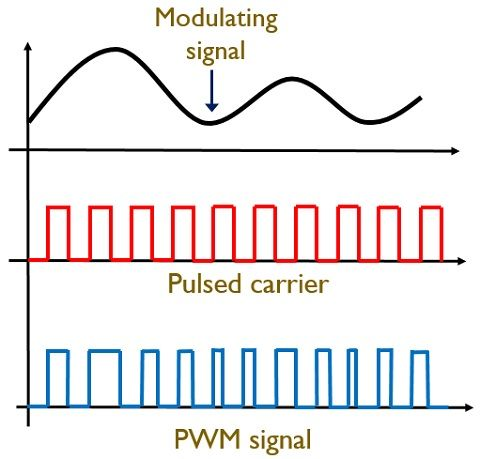 Modulating
signal
Pulsed carrier
PWM signal